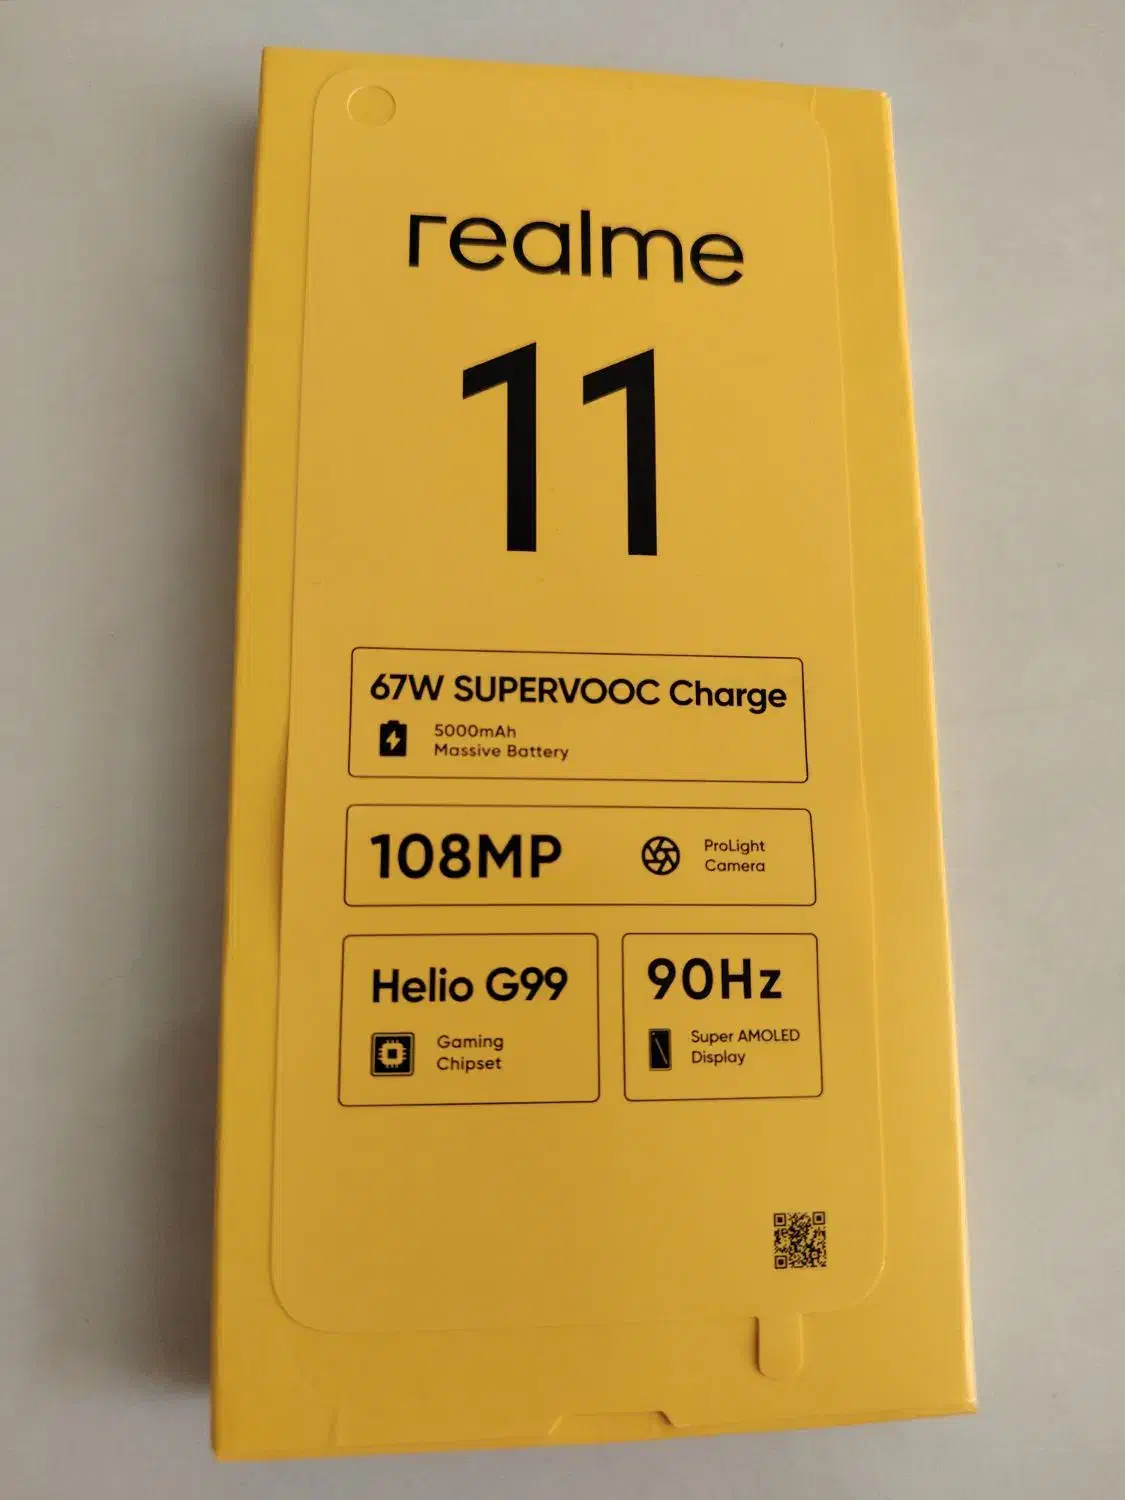 realme
11
67W SUPERVOOC Charge
5000mAh
Massive Battery
108MP
ProLight
Camera
Helio G99
Gaming
Chipset
90Hz
Super AMOLED
Display